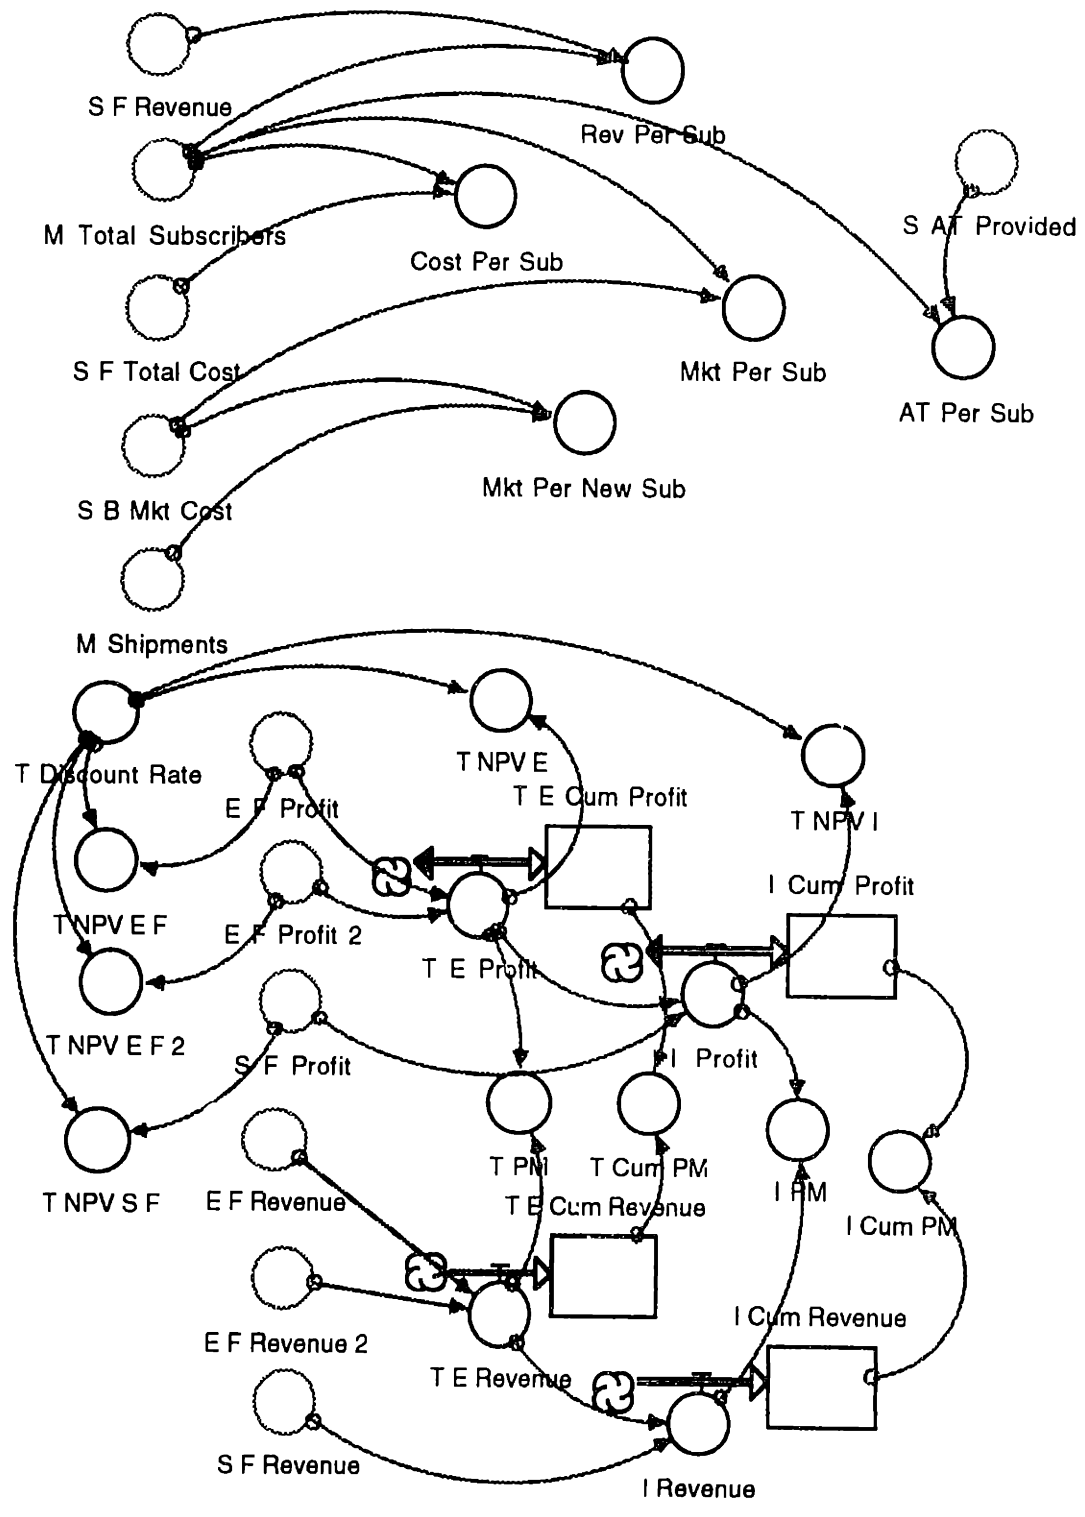 S F Revenue
Rev Per Sub
M Total Subscribers
S AT Provided
Cost Per Sub
S F Total Cost
Mkt Per Sub
AT Per Sub
Mkt Per New Sub
S B Mkt Cost
M Shipments
T Discount Rate
T NPV E
T E Cum Profit
E F Profit
T NPV I
I Cum Profit
T NPV E F
E F Profit 2
T E Profit
T NPV E F 2
S F Profit
I Profit
T PM
T Cum PM
I PM
T NPV S F
E F Revenue
T E Cum Revenue
I Cum PM
I Cum Revenue
E F Revenue 2
T E Revenue
S F Revenue
I Revenue